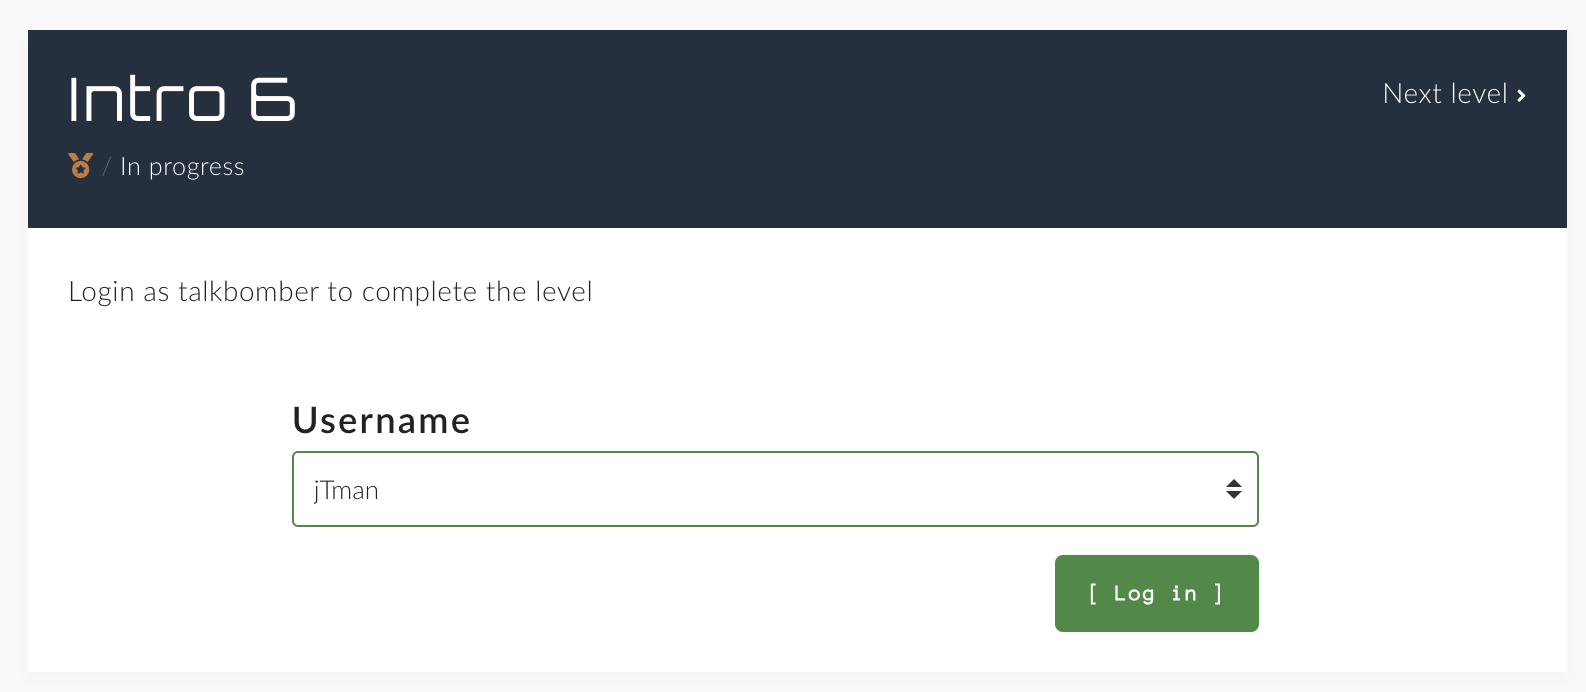 Intro 6
Next level
/ In progress
Login as talkbomber to complete the level
Username
jTman
[ Log in ]